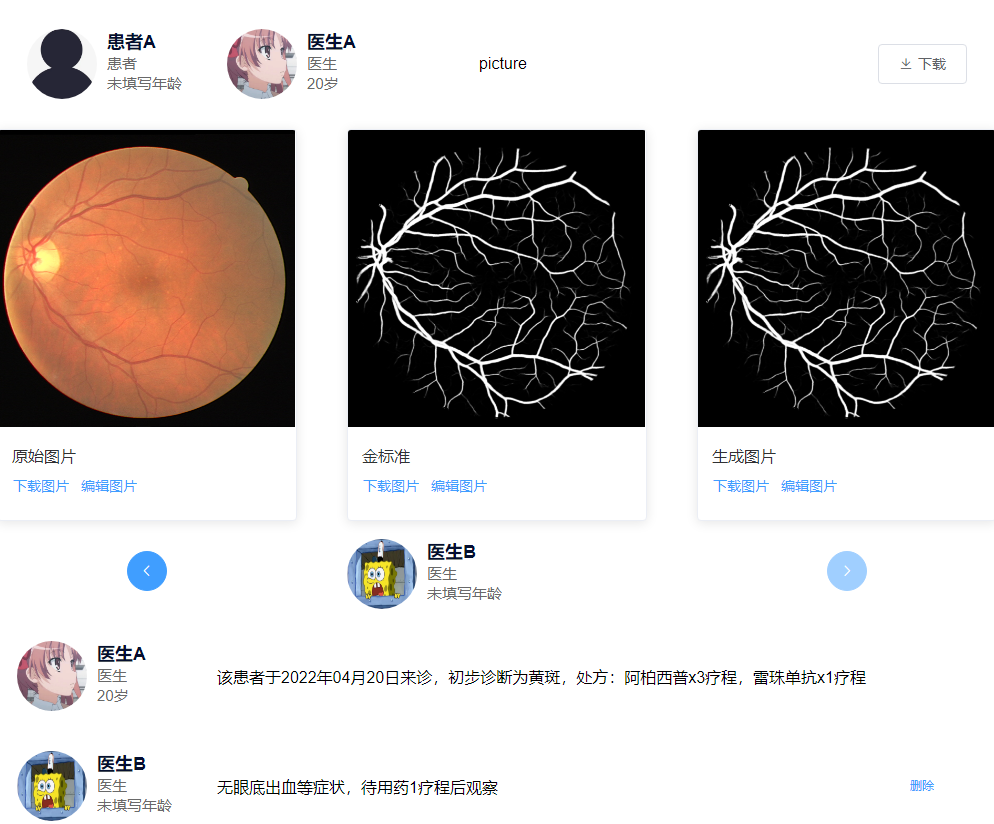 患者A
患者
未填写年龄
医生A
医生
20岁
picture
下载
原始图片
下载图片 编辑图片
金标准
下载图片 编辑图片
生成图片
下载图片 编辑图片
医生B
医生
未填写年龄
医生A
医生
20岁
该患者于2022年04月20日来诊，初步诊断为黄斑，处方：阿柏西普x3疗程，雷珠单抗x1疗程
医生B
医生
未填写年龄
无眼底出血等症状，待用药1疗程后观察
删除